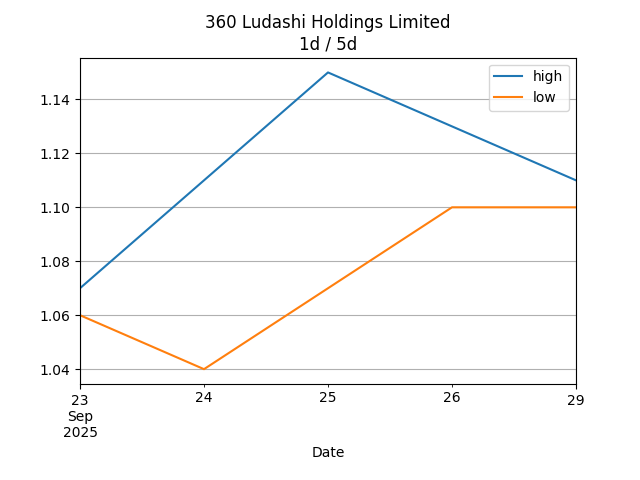 360 Ludashi Holdings Limited
1d / 5d
high
low
1.14
1.12
1.10
1.08
1.06
1.04
23
Sep
2025
24
25
26
29
Date